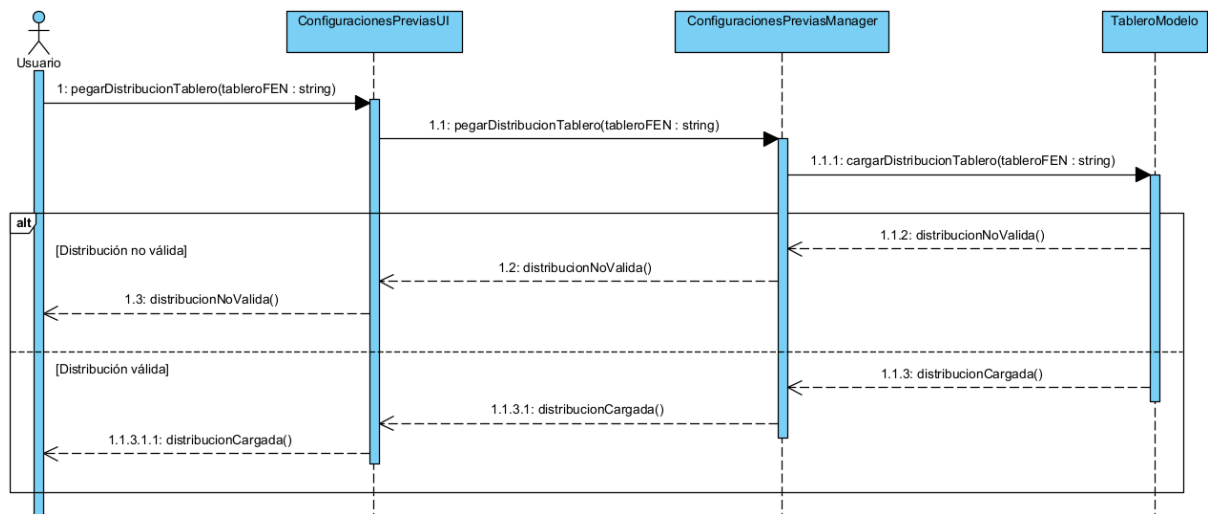 ConfiguracionesPreviasUI
ConfiguracionesPreviasManager
TableroModelo
Usuario
1: pegarDistribucionTablero(tableroFEN : string)
1.1: pegarDistribucionTablero(tableroFEN : string)
1.1.1: cargarDistribucionTablero(tableroFEN : string)
alt
[Distribución no válida]
1.1.2: distribucionNoValida()
1.2: distribucionNoValida()
1.3: distribucionNoValida()
[Distribución válida]
1.1.3: distribucionCargada()
1.1.3.1: distribucionCargada()
1.1.3.1.1: distribucionCargada()